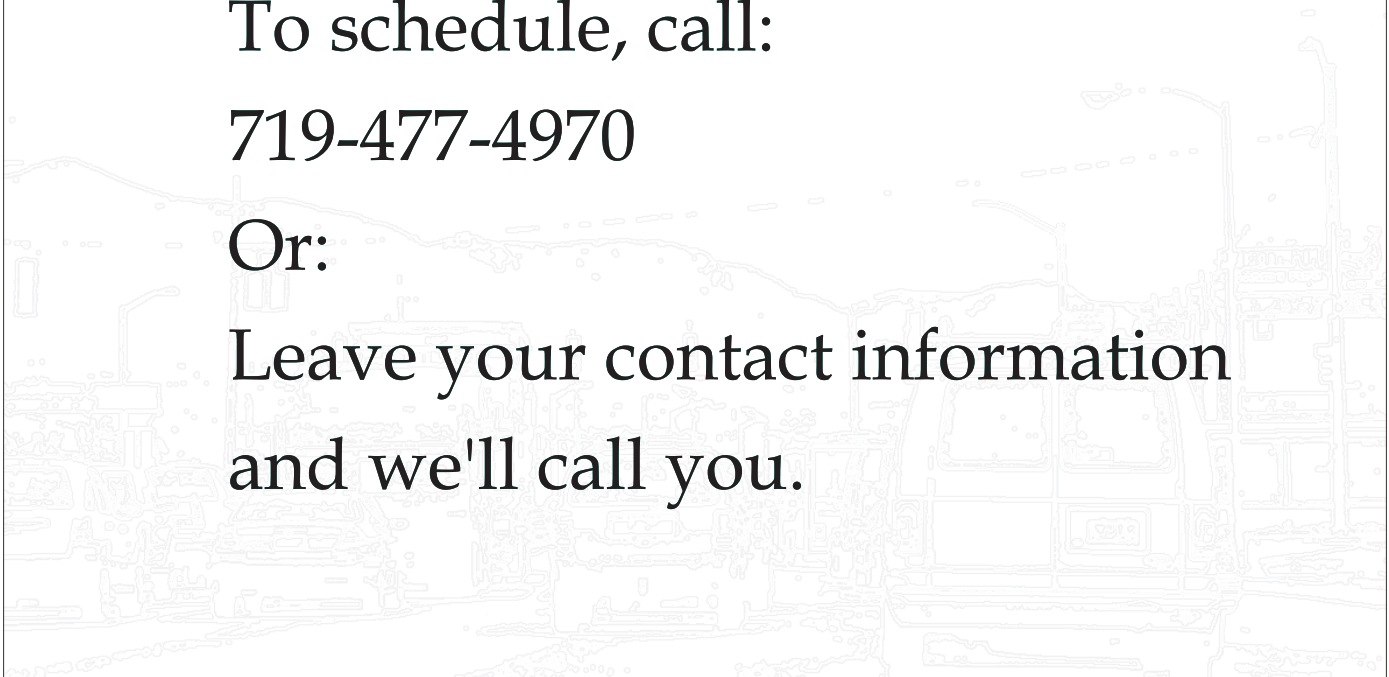 To schedule, call:
719-477-4970
Or:
Leave your contact information
and we'll call you.